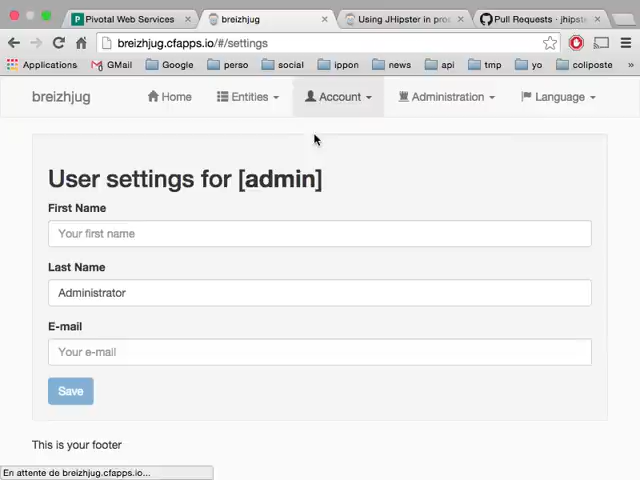 Pivotal Web Services
breizhjug
Using JHipster in proc
Pull Requests · jhipste
breizhjug.cfapps.io/#/settings
Applications GMail Google perso social ippon news api tmp yo coliposte »
breizhjug Home Entities Account Administration Language
User settings for [admin]
First Name
Your first name
Last Name
Administrator
E-mail
Your e-mail
Save
This is your footer
En attente de breizhjug.cfapps.io...